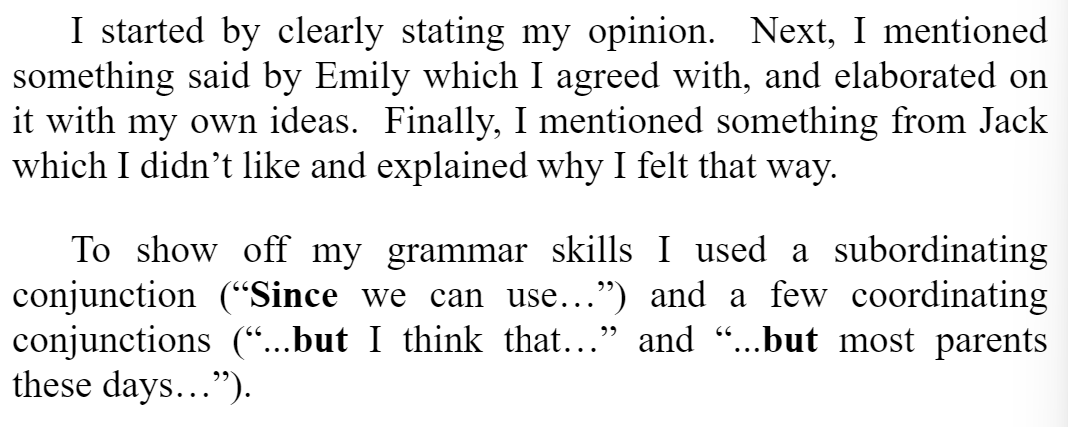 I started by clearly stating my opinion.  Next, I mentioned
something said by Emily which I agreed with, and elaborated on
it with my own ideas.  Finally, I mentioned something from Jack
which I didn’t like and explained why I felt that way.
To show off my grammar skills I used a subordinating
conjunction (“Since we can use…”) and a few coordinating
conjunctions (“...but I think that…” and “...but most parents
these days…”).